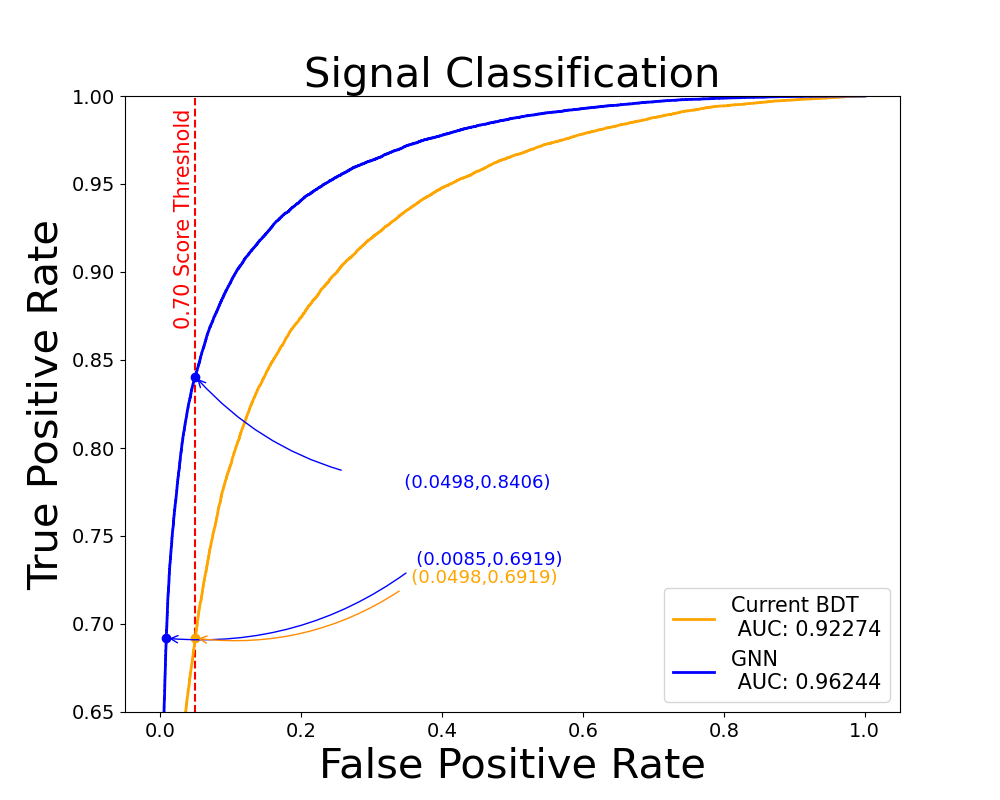 Signal Classification
True Positive Rate
1.00
0.95
0.90
0.85
0.80
0.75
0.70
0.65
0.70 Score Threshold
(0.0498,0.8406)
(0.0085,0.6919)
(0.0498,0.6919)
Current BDT
AUC: 0.92274
GNN
AUC: 0.96244
0.0 0.2 0.4 0.6 0.8 1.0
False Positive Rate